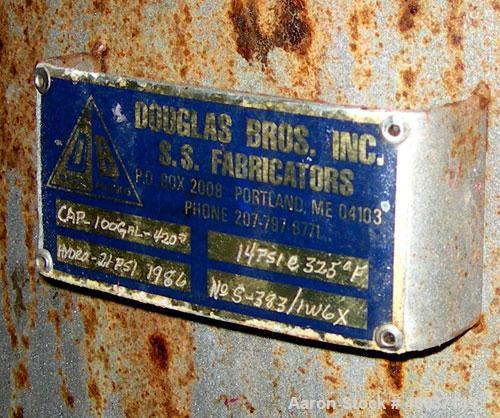 DOUGLAS BROS. INC.
S.S. FABRICATORS
P.O. BOX 2008 PORTLAND, ME 04103
PHONE 207-797-6771
D B
CAP-100GAL-420#
14PSI @ 325°F
HYDRO-21PSI 1986
No S-383/1W6X
Aaron Stock #